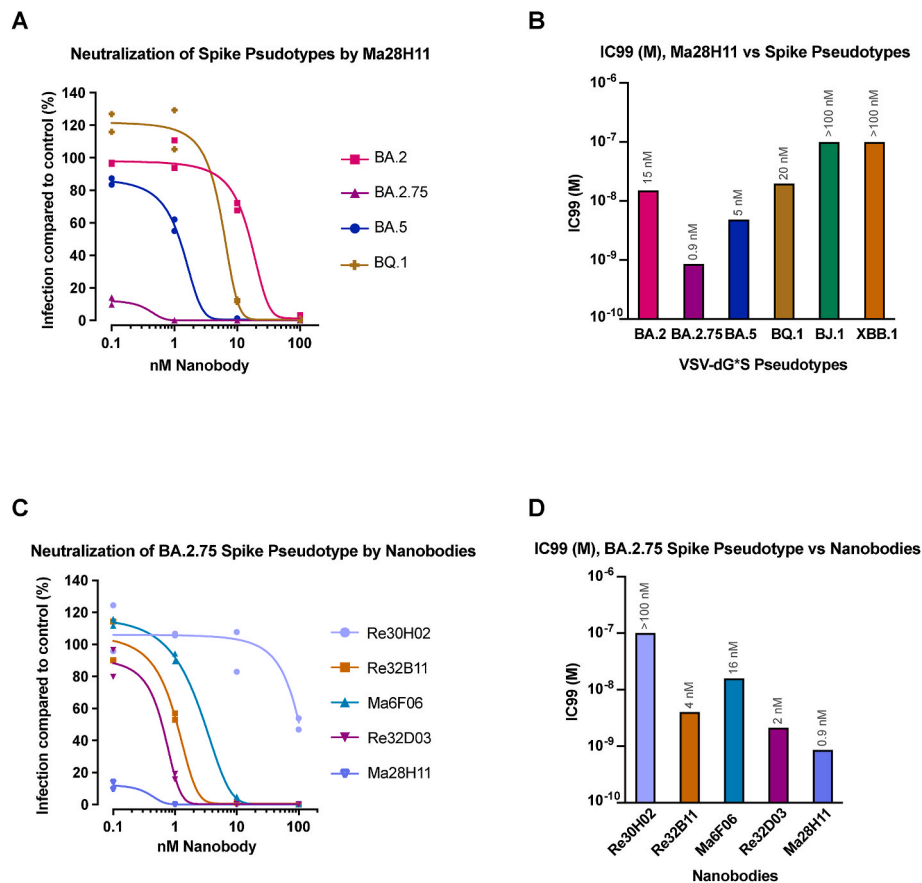 A
Neutralization of Spike Psudotypes by Ma28H11
Infection compared to control (%)
140
120
100
80
60
40
20
0
0.1
1
10
100
nM Nanobody
BA.2
BA.2.75
BA.5
BQ.1
B
IC99 (M), Ma28H11 vs Spike Pseudotypes
IC99 (M)
10-6
10-7
10-8
10-9
10-10
15 nM
0.9 nM
5 nM
20 nM
>100 nM
>100 nM
BA.2
BA.2.75
BA.5
BQ.1
BJ.1
XBB.1
VSV-dG*S Pseudotypes
C
Neutralization of BA.2.75 Spike Pseudotype by Nanobodies
Infection compared to control (%)
140
120
100
80
60
40
20
0
0.1
1
10
100
nM Nanobody
Re30H02
Re32B11
Ma6F06
Re32D03
Ma28H11
D
IC99 (M), BA.2.75 Spike Pseudotype vs Nanobodies
IC99 (M)
10-6
10-7
10-8
10-9
10-10
>100 nM
4 nM
16 nM
2 nM
0.9 nM
Re30H02
Re32B11
Ma6F06
Re32D03
Ma28H11
Nanobodies